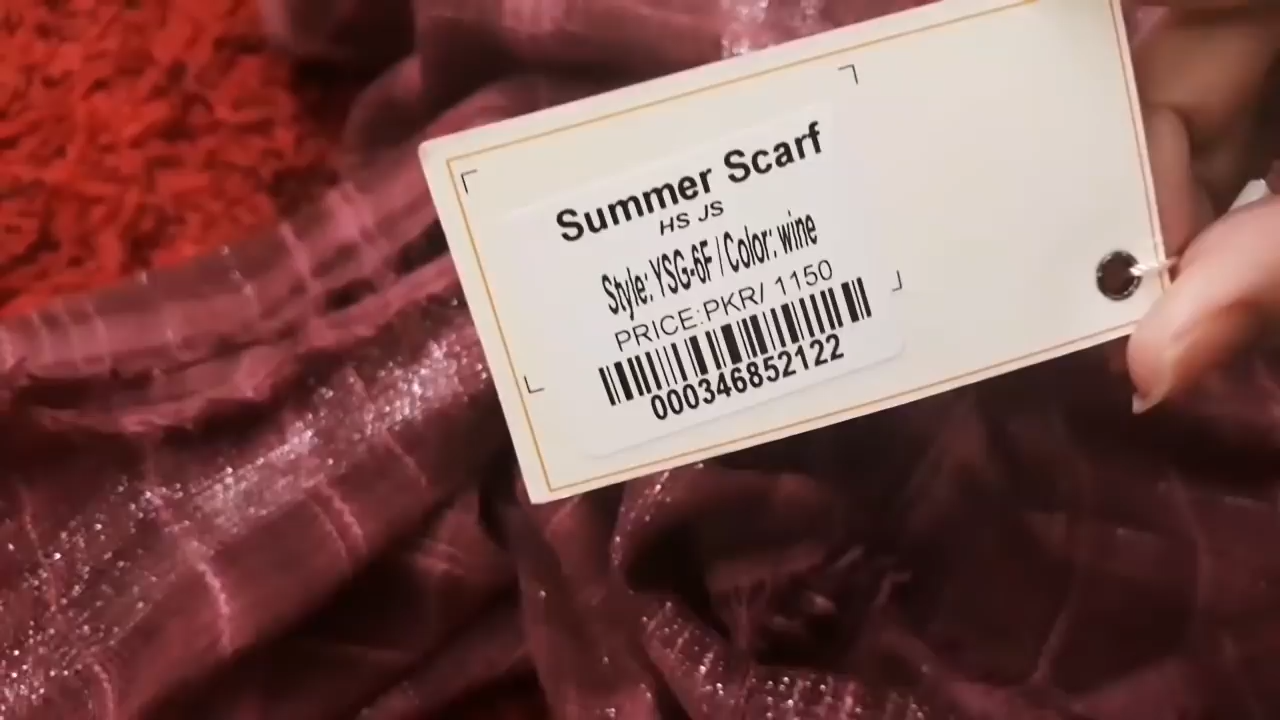 Summer Scarf
HS JS
Style: YSG-6F / Color: wine
PRICE:PKR/ 1150
000346852122